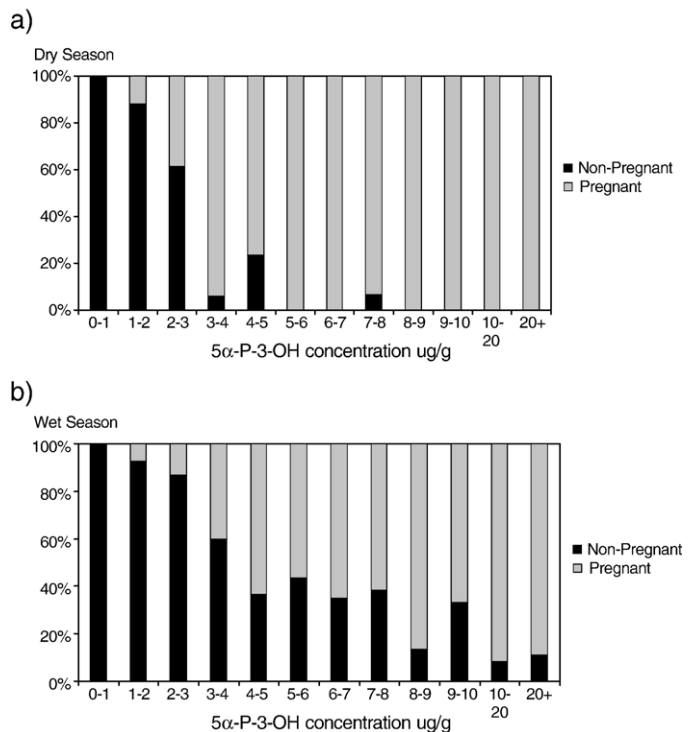 a)
Dry Season
100%
80%
60%
40%
20%
0%
0-1 1-2 2-3 3-4 4-5 5-6 6-7 7-8 8-9 9-10 10-20 20+
5α-P-3-OH concentration ug/g
Non-Pregnant
Pregnant
b)
Wet Season
100%
80%
60%
40%
20%
0%
0-1 1-2 2-3 3-4 4-5 5-6 6-7 7-8 8-9 9-10 10-20 20+
5α-P-3-OH concentration ug/g
Non-Pregnant
Pregnant